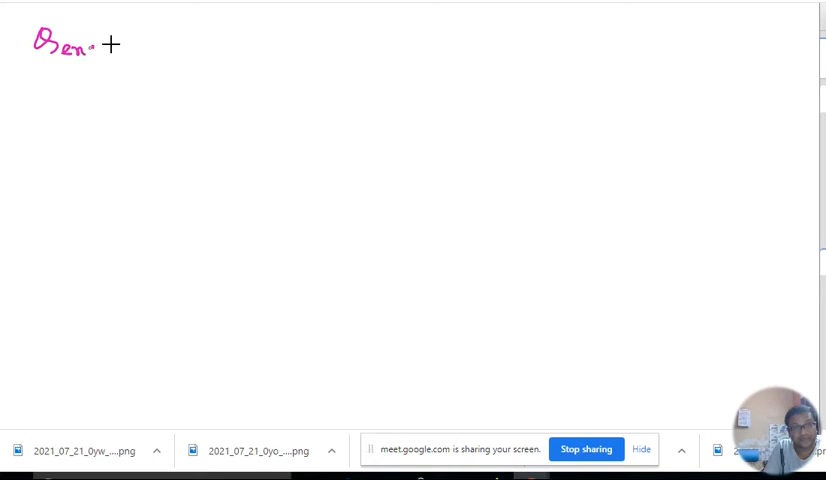 2021_07_21_0yw_....png
2021_07_21_0yo_....png
meet.google.com is sharing your screen.
Stop sharing
Hide